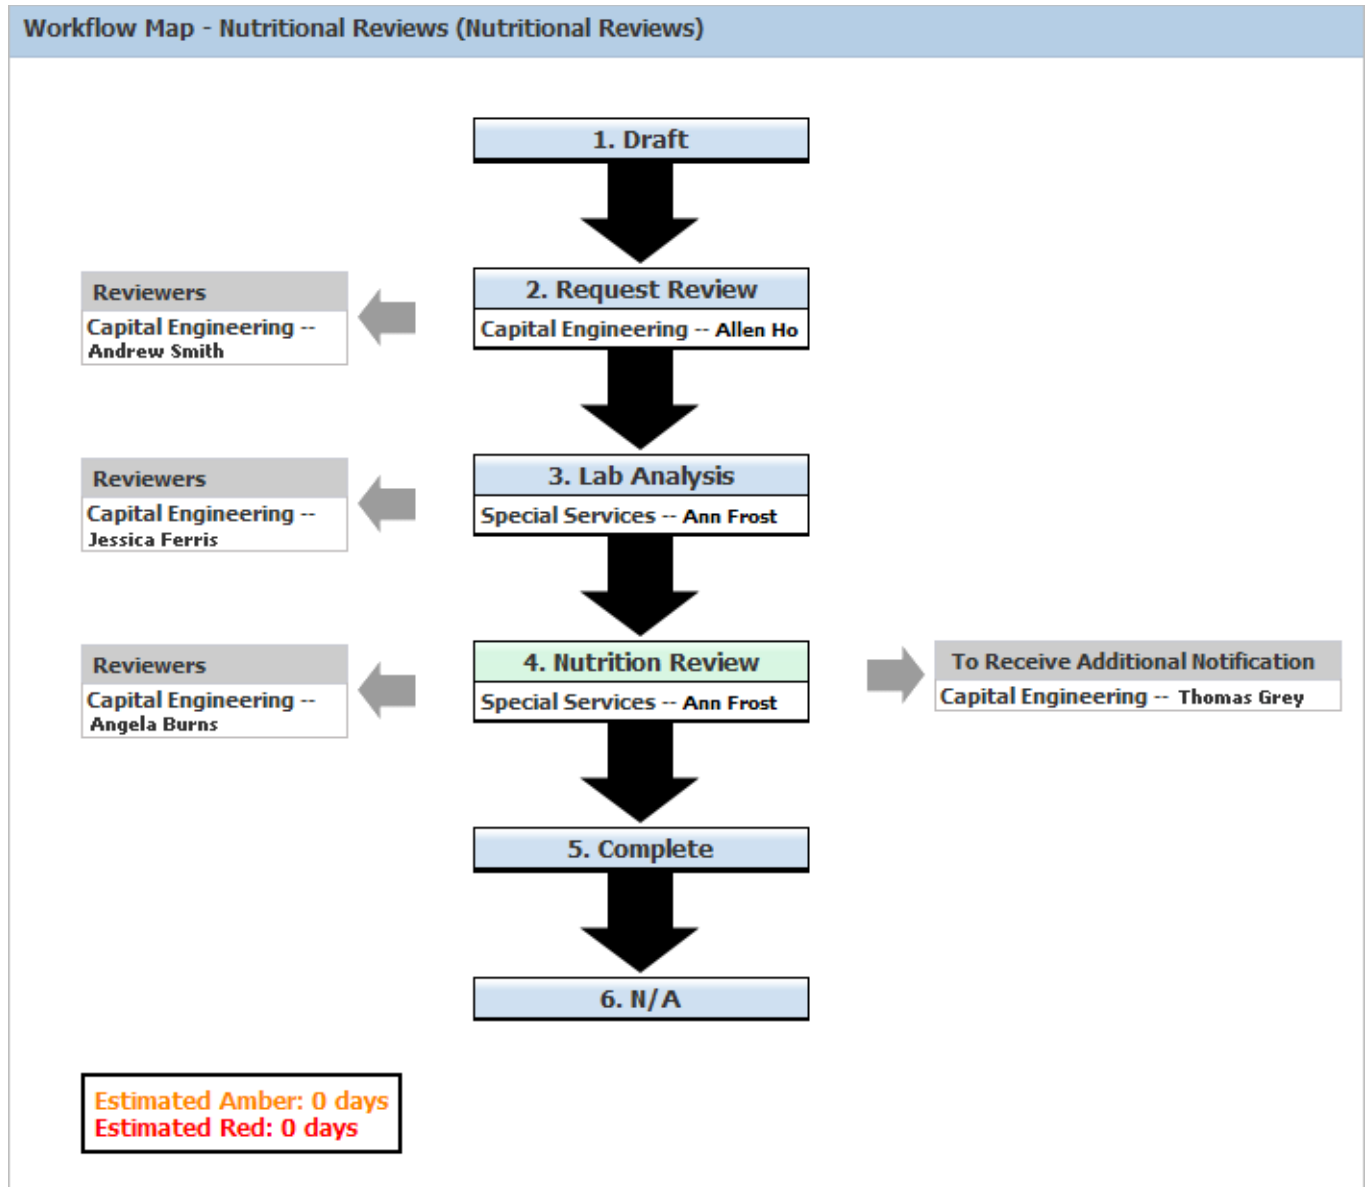 Workflow Map - Nutritional Reviews (Nutritional Reviews)
1. Draft
Reviewers
Capital Engineering --
Andrew Smith
2. Request Review
Capital Engineering -- Allen Ho
Reviewers
Capital Engineering --
Jessica Ferris
3. Lab Analysis
Special Services -- Ann Frost
Reviewers
Capital Engineering --
Angela Burns
4. Nutrition Review
Special Services -- Ann Frost
To Receive Additional Notification
Capital Engineering -- Thomas Grey
5. Complete
6. N/A
Estimated Amber: 0 days
Estimated Red: 0 days